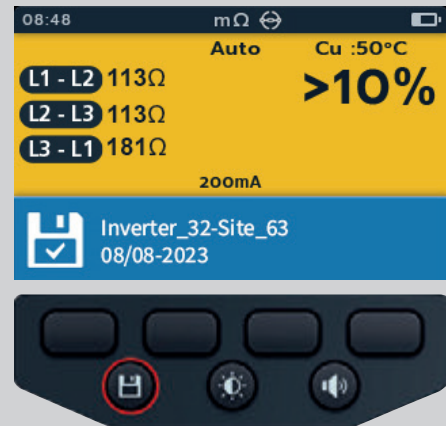 08:48 mΩ
Auto Cu :50°C
L1 - L2 113Ω >10%
L2 - L3 113Ω
L3 - L1 181Ω
200mA
Inverter_32-Site_63
08/08-2023